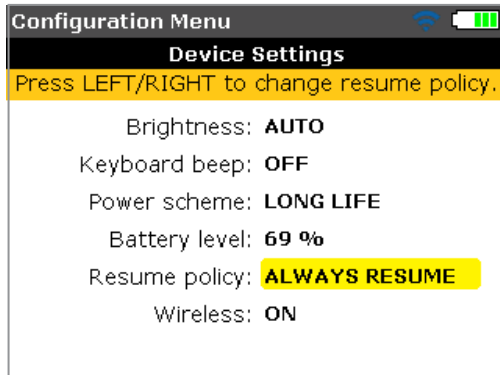 Configuration Menu
Device Settings
Press LEFT/RIGHT to change resume policy.
Brightness: AUTO
Keyboard beep: OFF
Power scheme: LONG LIFE
Battery level: 69 %
Resume policy: ALWAYS RESUME
Wireless: ON